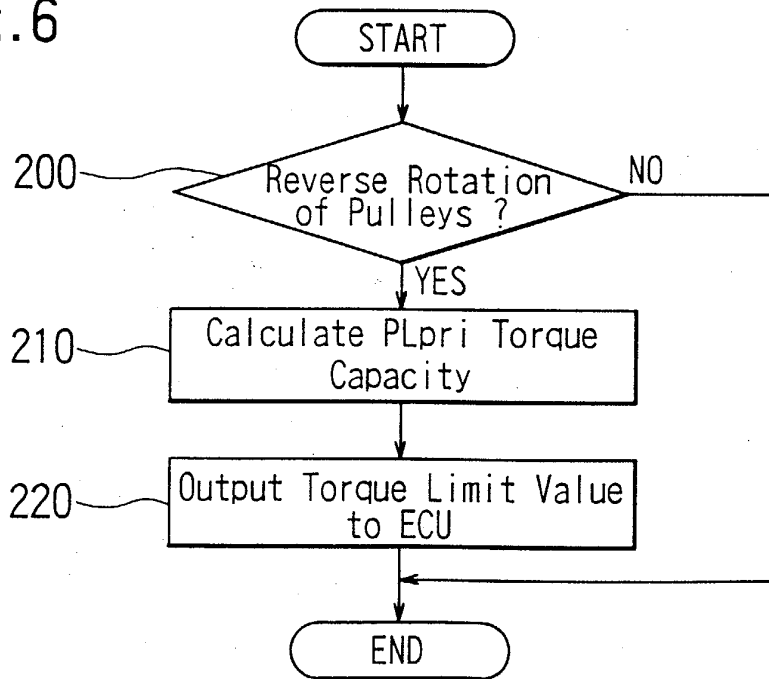 .6
START
200
Reverse Rotation
of Pulleys ?
NO
YES
210
Calculate PLpri Torque
Capacity
220
Output Torque Limit Value
to ECU
END